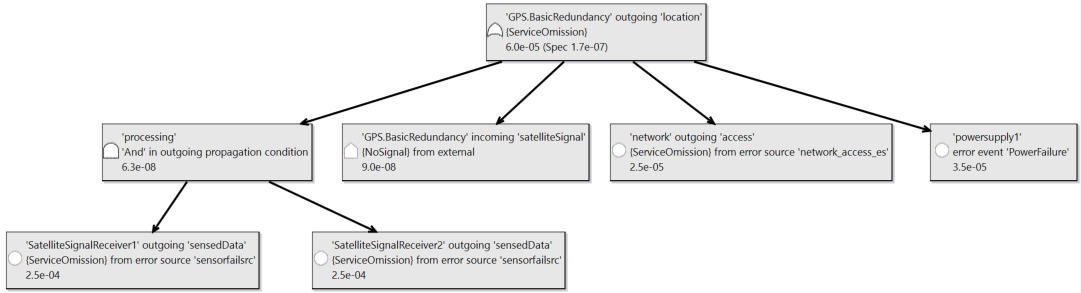 'GPS.BasicRedundancy' outgoing 'location'
{ServiceOmission}
6.0e-05 (Spec 1.7e-07)
'processing'
'And' in outgoing propagation condition
6.3e-08
'GPS.BasicRedundancy' incoming 'satelliteSignal'
{NoSignal} from external
9.0e-08
'network' outgoing 'access'
{ServiceOmission} from error source 'network_access_es'
2.5e-05
'powersupply1'
error event 'PowerFailure'
3.5e-05
'SatelliteSignalReceiver1' outgoing 'sensedData'
{ServiceOmission} from error source 'sensorfailsrc'
2.5e-04
'SatelliteSignalReceiver2' outgoing 'sensedData'
{ServiceOmission} from error source 'sensorfailsrc'
2.5e-04